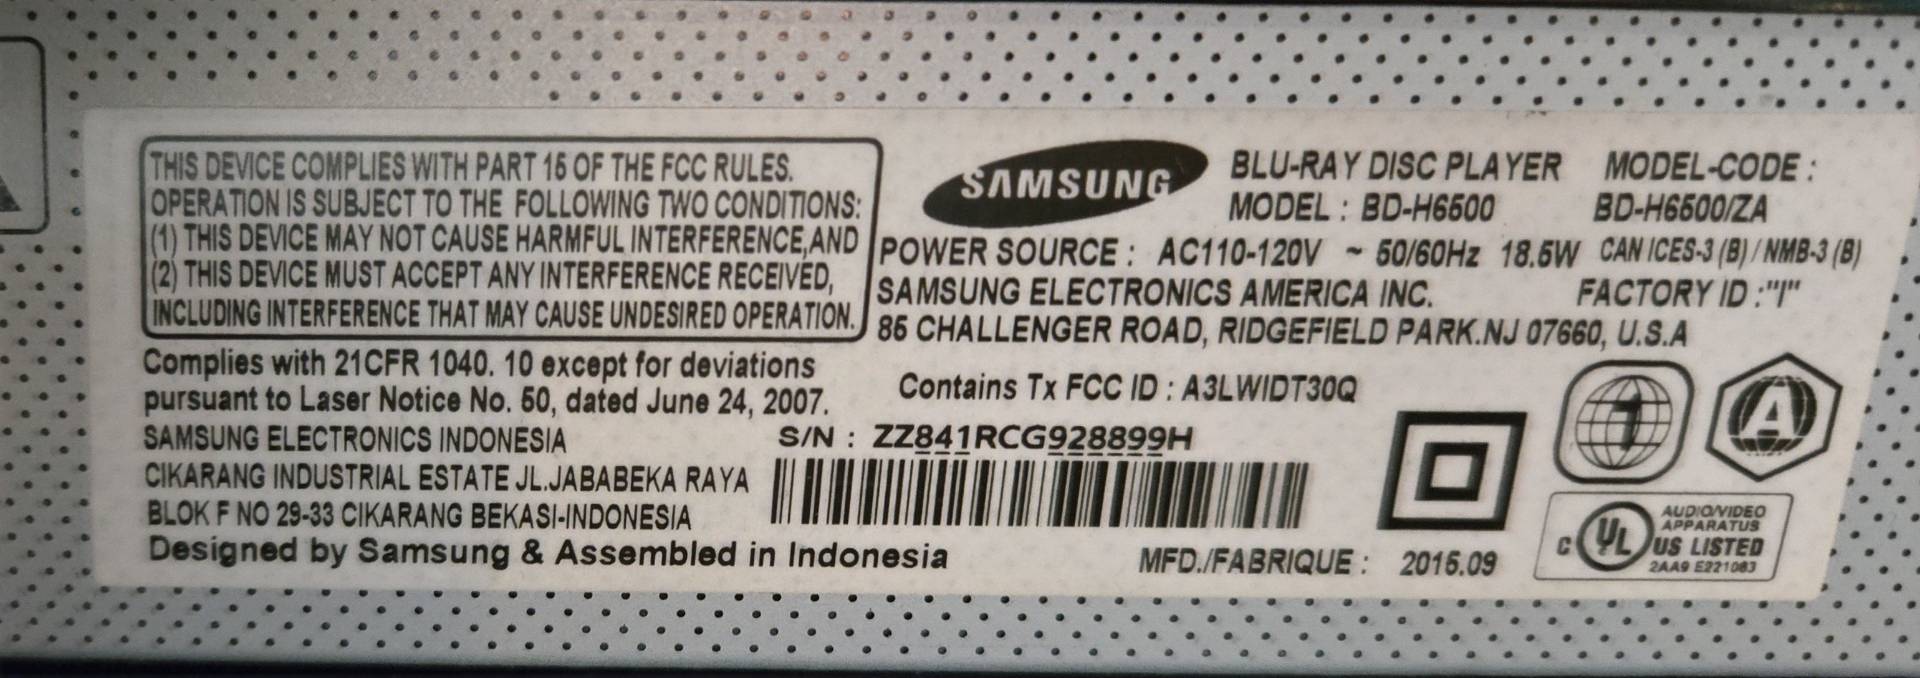 THIS DEVICE COMPLIES WITH PART 15 OF THE FCC RULES.
OPERATION IS SUBJECT TO THE FOLLOWING TWO CONDITIONS:
(1) THIS DEVICE MAY NOT CAUSE HARMFUL INTERFERENCE,AND
(2) THIS DEVICE MUST ACCEPT ANY INTERFERENCE RECEIVED,
INCLUDING INTERFERENCE THAT MAY CAUSE UNDESIRED OPERATION.
Complies with 21CFR 1040. 10 except for deviations
pursuant to Laser Notice No. 50, dated June 24, 2007.
SAMSUNG ELECTRONICS INDONESIA
CIKARANG INDUSTRIAL ESTATE JL.JABABEKA RAYA
BLOK F NO 29-33 CIKARANG BEKASI-INDONESIA
Designed by Samsung & Assembled in Indonesia
SAMSUNG
BLU-RAY DISC PLAYER MODEL-CODE :
MODEL : BD-H6500 BD-H6500/ZA
POWER SOURCE : AC110-120V ~ 50/60Hz 18.5W CAN ICES-3 (B) / NMB-3 (B)
SAMSUNG ELECTRONICS AMERICA INC. FACTORY ID :"I"
85 CHALLENGER ROAD, RIDGEFIELD PARK.NJ 07660, U.S.A
Contains Tx FCC ID : A3LWIDT30Q
S/N : ZZ841RCG928899H
MFD./FABRIQUE : 2015.09
1
A
C UL US LISTED
AUDIO/VIDEO
APPARATUS
2AA9 E221083